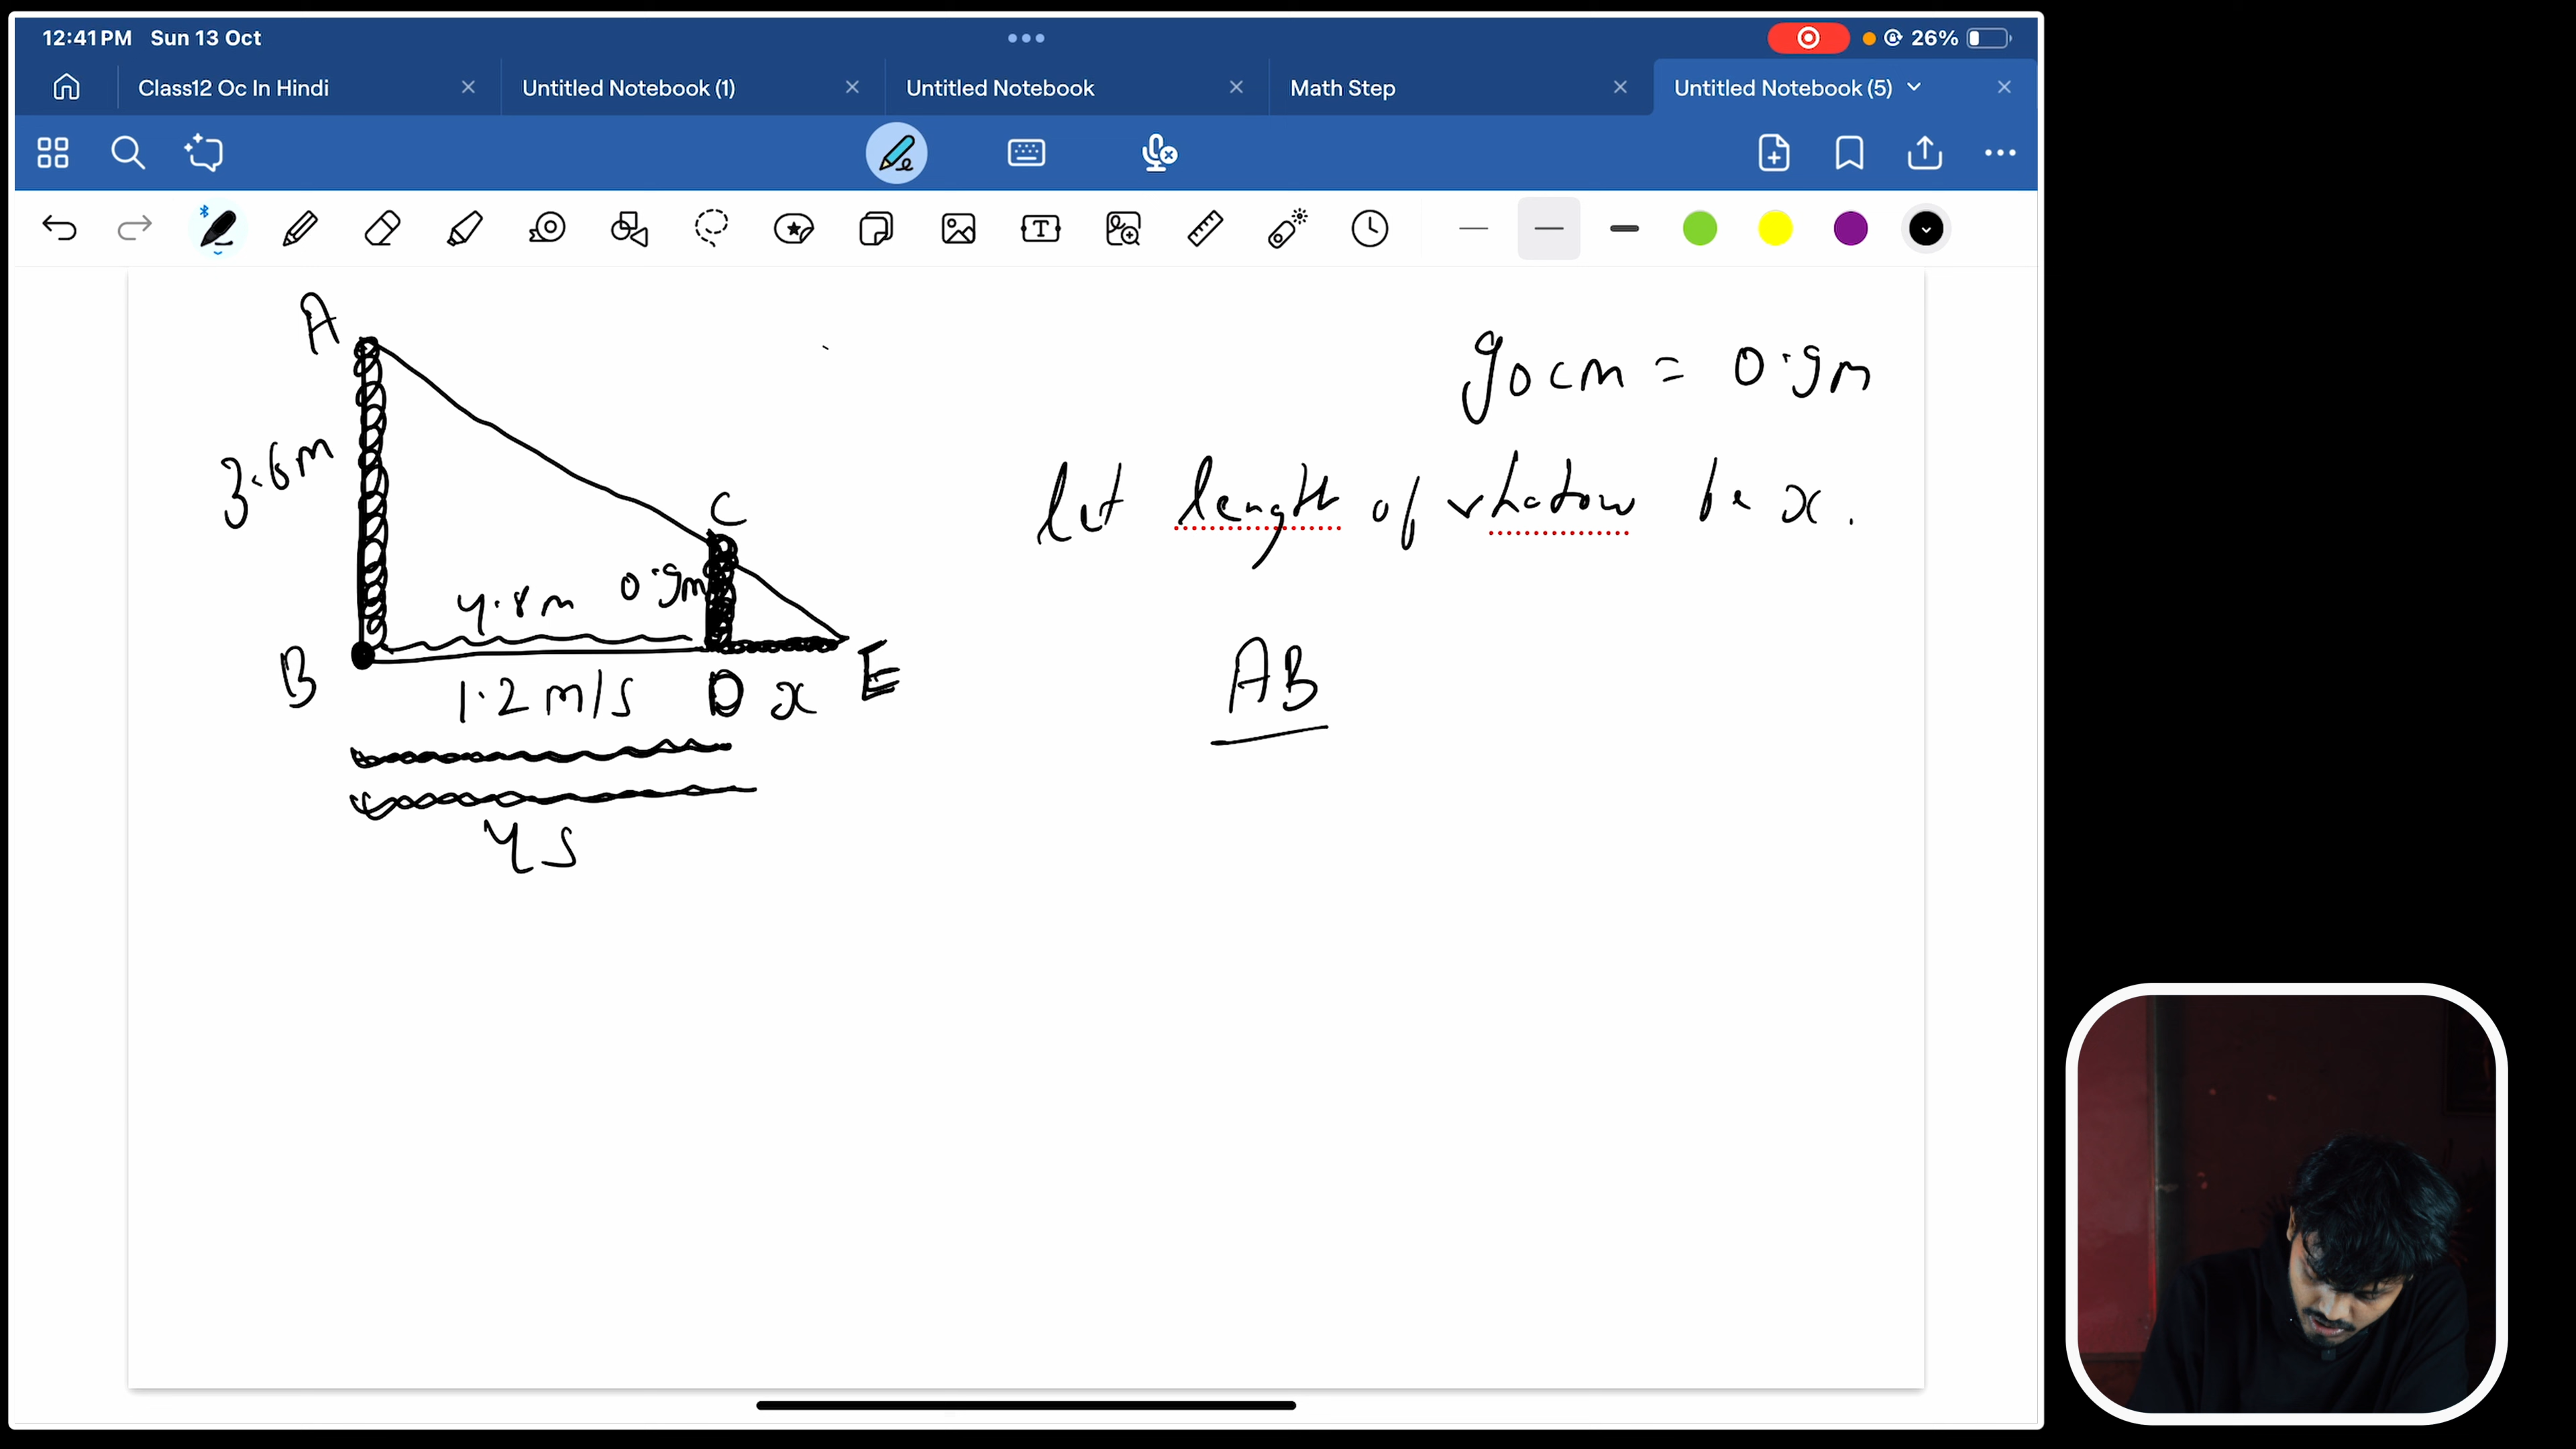 12:41 PM Sun 13 Oct
26%
Class12 Oc In Hindi
Untitled Notebook (1)
Untitled Notebook
Math Step
Untitled Notebook (5)
T
A
90cm = 0.9m
3.6m
let length of shadow be x.
C
0.9m
4.8m
AB
B
1.2 m/s
D
x
E
4s